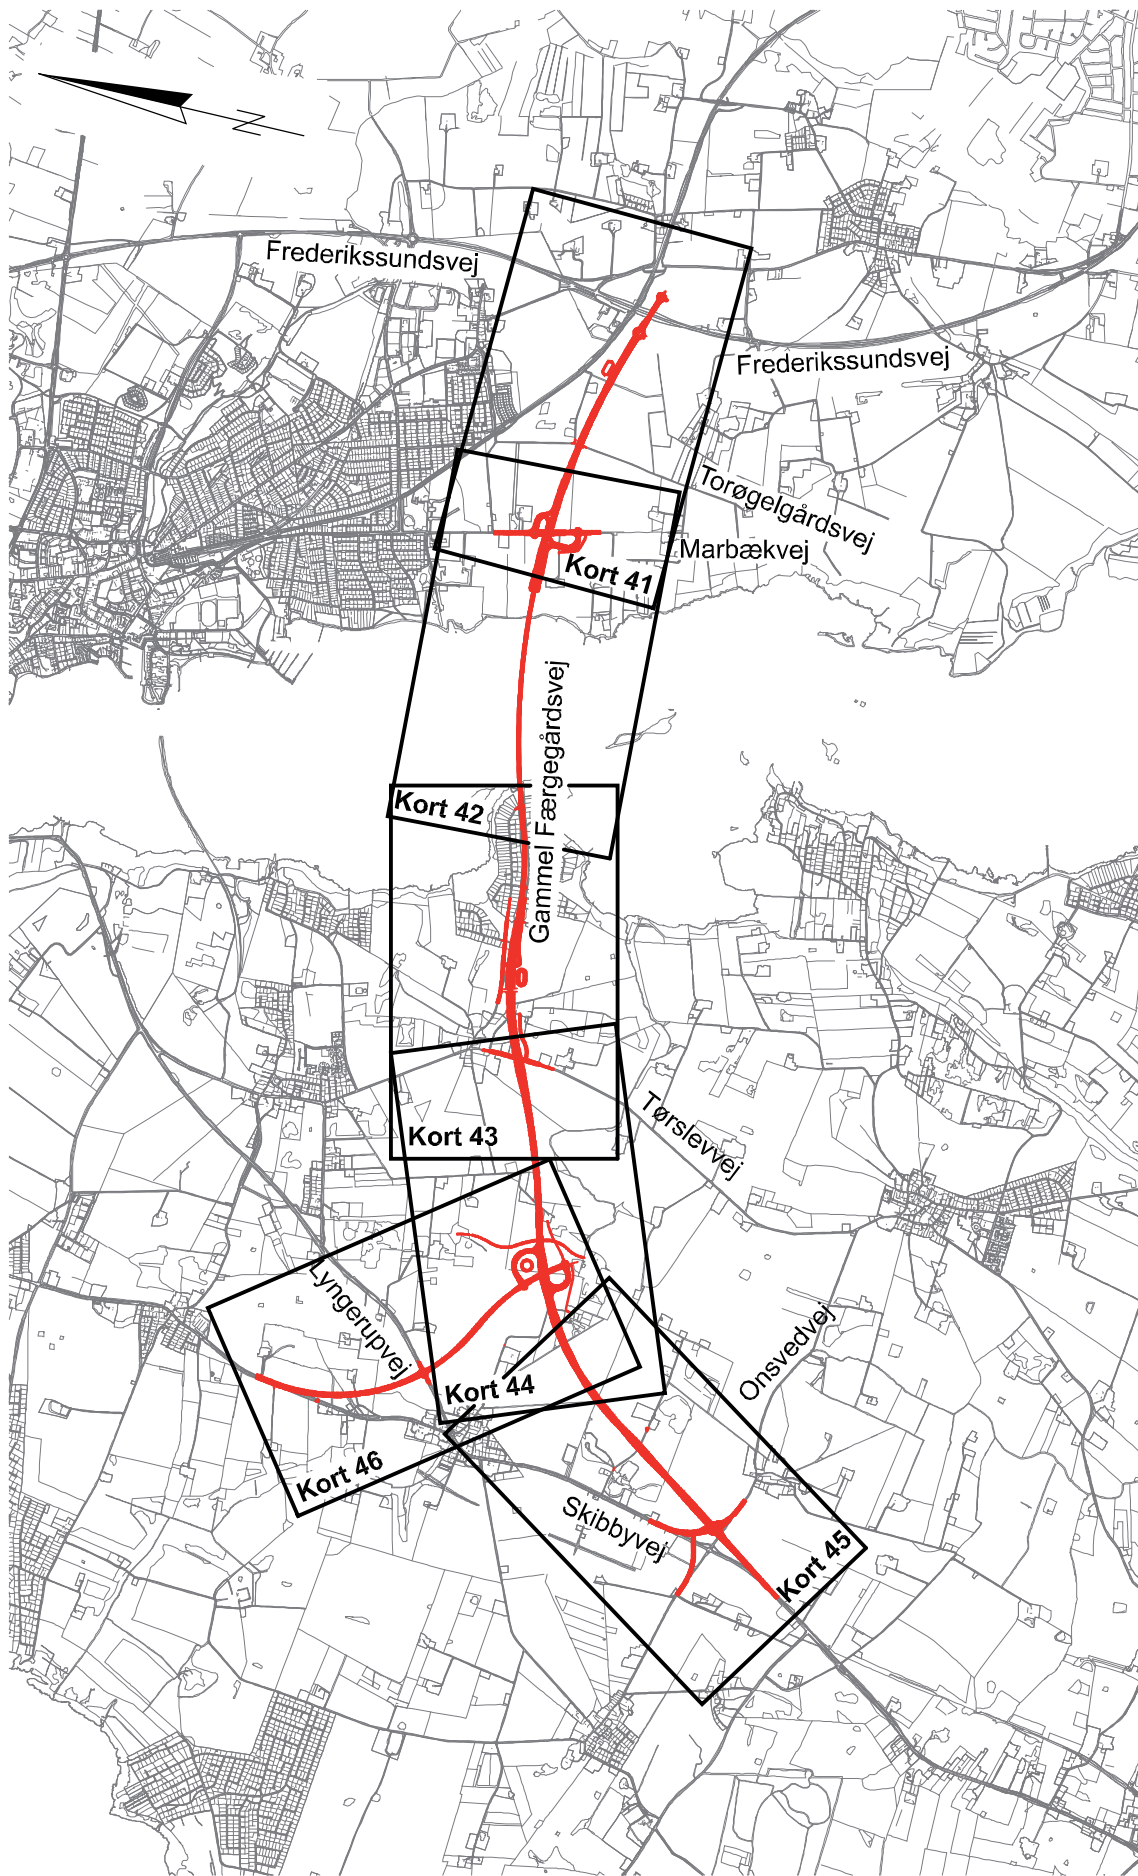 N
Frederikssundsvej
Frederikssundsvej
Torøgelgårdsvej
Marbækvej
Kort 41
Gammel Færgegårdsvej
Kort 42
Kort 43
Tørslevvej
Lyngerupvej
Onsvedvej
Kort 44
Kort 46
Skibbyvej
Kort 45